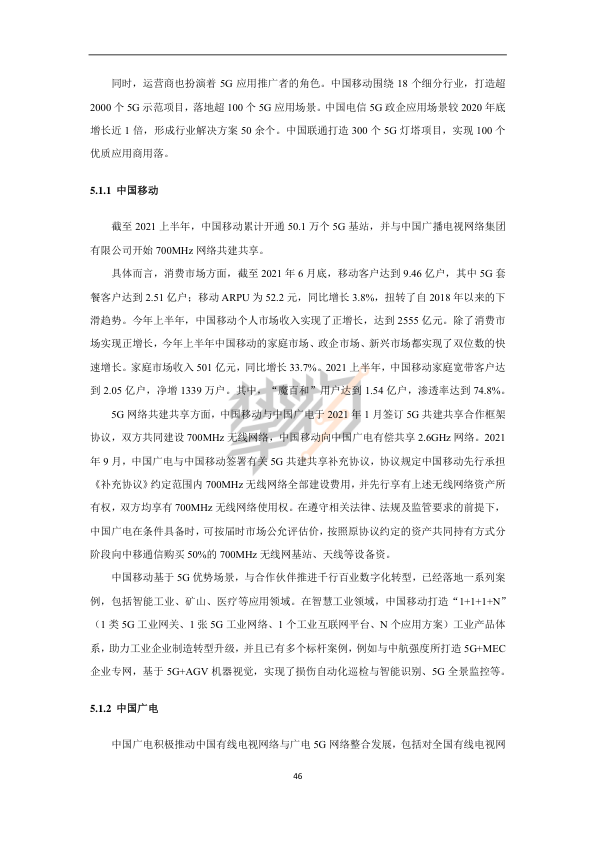 同时，运营商也扮演着 5G 应用推广者的角色。中国移动围绕 18 个细分行业，打造超
2000 个 5G 示范项目，落地超 100 个 5G 应用场景。中国电信 5G 政企应用场景较 2020 年底
增长近 1 倍，形成行业解决方案 50 余个。中国联通打造 300 个 5G 灯塔项目，实现 100 个
优质应用商用落。
5.1.1 中国移动
截至 2021 上半年，中国移动累计开通 50.1 万个 5G 基站，并与中国广播电视网络集团
有限公司开始 700MHz 网络共建共享。
具体而言，消费市场方面，截至 2021 年 6 月底，移动客户达到 9.46 亿户，其中 5G 套
餐客户达到 2.51 亿户；移动 ARPU 为 52.2 元，同比增长 3.8%，扭转了自 2018 年以来的下
滑趋势。今年上半年，中国移动个人市场收入实现了正增长，达到 2555 亿元。除了消费市
场实现正增长，今年上半年中国移动的家庭市场、政企市场、新兴市场都实现了双位数的快
速增长。家庭市场收入 501 亿元，同比增长 33.7%。2021 上半年，中国移动家庭宽带客户达
到 2.05 亿户，净增 1339 万户。其中，“魔百和”用户达到 1.54 亿户，渗透率达到 74.8%。
5G 网络共建共享方面，中国移动与中国广电于 2021 年 1 月签订 5G 共建共享合作框架
协议，双方共同建设 700MHz 无线网络，中国移动向中国广电有偿共享 2.6GHz 网络。2021
年 9 月，中国广电与中国移动签署有关 5G 共建共享补充协议，协议规定中国移动先行承担
《补充协议》约定范围内 700MHz 无线网络全部建设费用，并先行享有上述无线网络资产所
有权，双方均享有 700MHz 无线网络使用权。在遵守相关法律、法规及监管要求的前提下，
中国广电在条件具备时，可按届时市场公允评估价，按照原协议约定的资产共同持有方式分
阶段向中移通信购买 50%的 700MHz 无线网基站、天线等设备资。
中国移动基于 5G 优势场景，与合作伙伴推进千行百业数字化转型，已经落地一系列案
例，包括智能工业、矿山、医疗等应用领域。在智慧工业领域，中国移动打造“1+1+1+N”
（1 类 5G 工业网关、1 张 5G 工业网络、1 个工业互联网平台、N 个应用方案）工业产品体
系，助力工业企业制造转型升级，并且已有多个标杆案例，例如与中航强度所打造 5G+MEC
企业专网，基于 5G+AGV 机器视觉，实现了损伤自动化巡检与智能识别、5G 全景监控等。
5.1.2 中国广电
中国广电积极推动中国有线电视网络与广电 5G 网络整合发展，包括对全国有线电视网
46